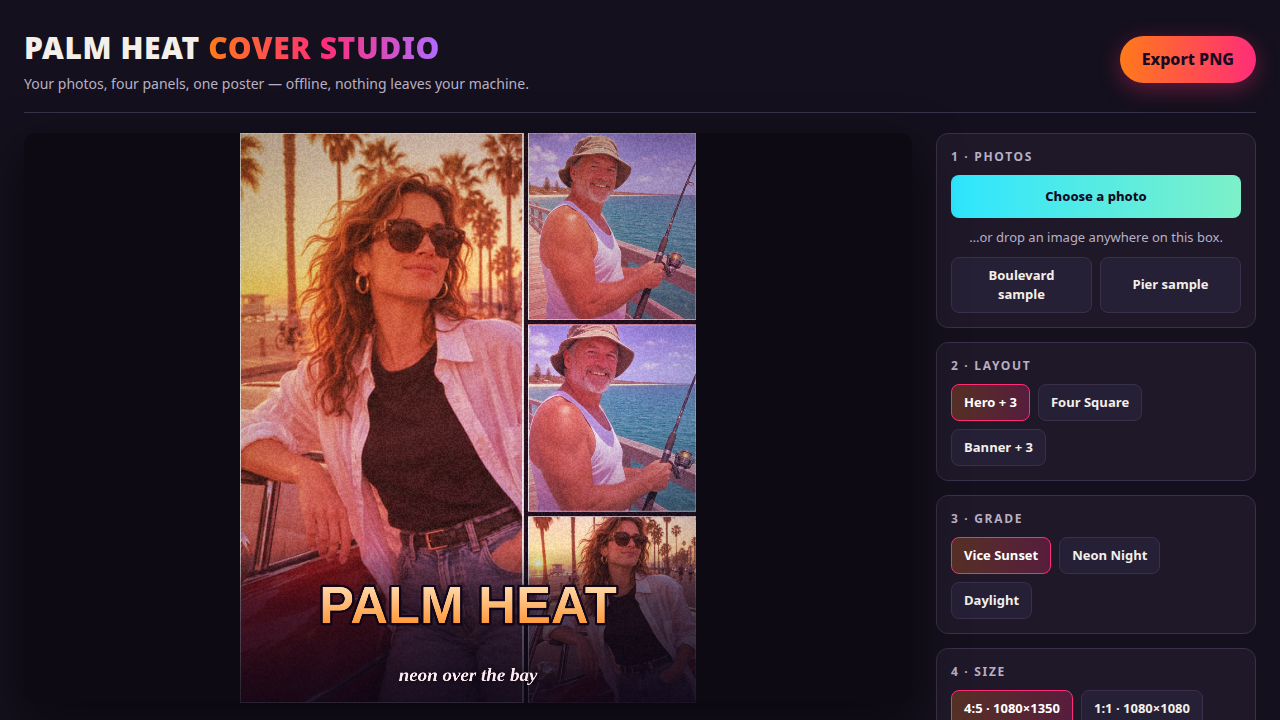 PALM HEAT COVER STUDIO
Your photos, four panels, one poster — offline, nothing leaves your machine.
Export PNG
PALM HEAT
neon over the bay
1 · PHOTOS
Choose a photo
…or drop an image anywhere on this box.
Boulevard
sample
Pier sample
2 · LAYOUT
Hero + 3
Four Square
Banner + 3
3 · GRADE
Vice Sunset
Neon Night
Daylight
4 · SIZE
4:5 · 1080×1350
1:1 · 1080×1080